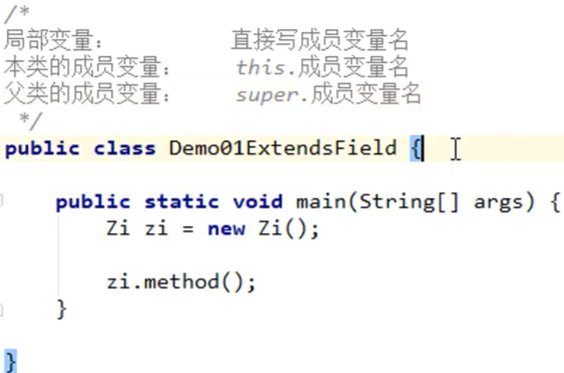 /*
局部变量：　　　　直接写成员变量名
本类的成员变量：　　this.成员变量名
父类的成员变量：　　super.成员变量名
 */
public class Demo01ExtendsField {
    public static void main(String[] args) {
        Zi zi = new Zi();
        zi.method();
    }
}